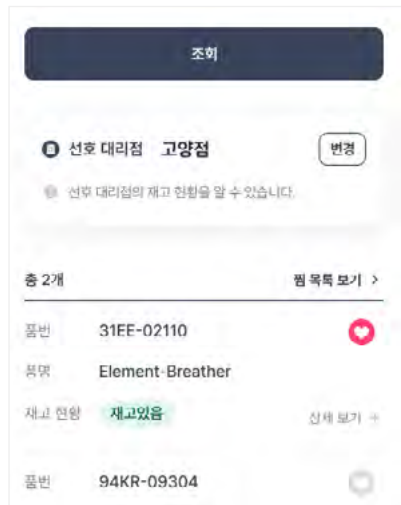 조회
선호 대리점 고양점 변경
선호 대리점의 재고 현황을 알 수 있습니다.
총 2개 찜 목록 보기 >
품번 31EE-02110
품명 Element-Breather
재고 현황 재고있음 상세 보기
품번 94KR-09304